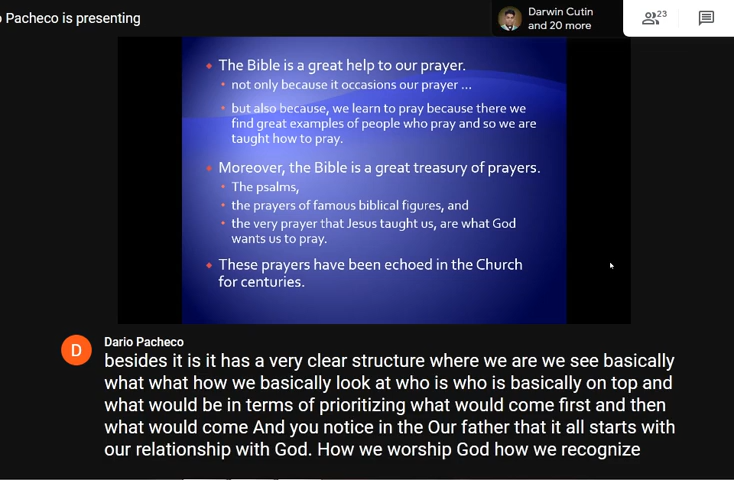 o Pacheco is presenting
Darwin Cutin
and 20 more
23
The Bible is a great help to our prayer.
not only because it occasions our prayer ...
but also because, we learn to pray because there we
find great examples of people who pray and so we are
taught how to pray.
Moreover, the Bible is a great treasury of prayers.
The psalms,
the prayers of famous biblical figures, and
the very prayer that Jesus taught us, are what God
wants us to pray.
These prayers have been echoed in the Church
for centuries.
D
Dario Pacheco
besides it is it has a very clear structure where we are we see basically
what what how we basically look at who is who is basically on top and
what would be in terms of prioritizing what would come first and then
what would come And you notice in the Our father that it all starts with
our relationship with God. How we worship God how we recognize